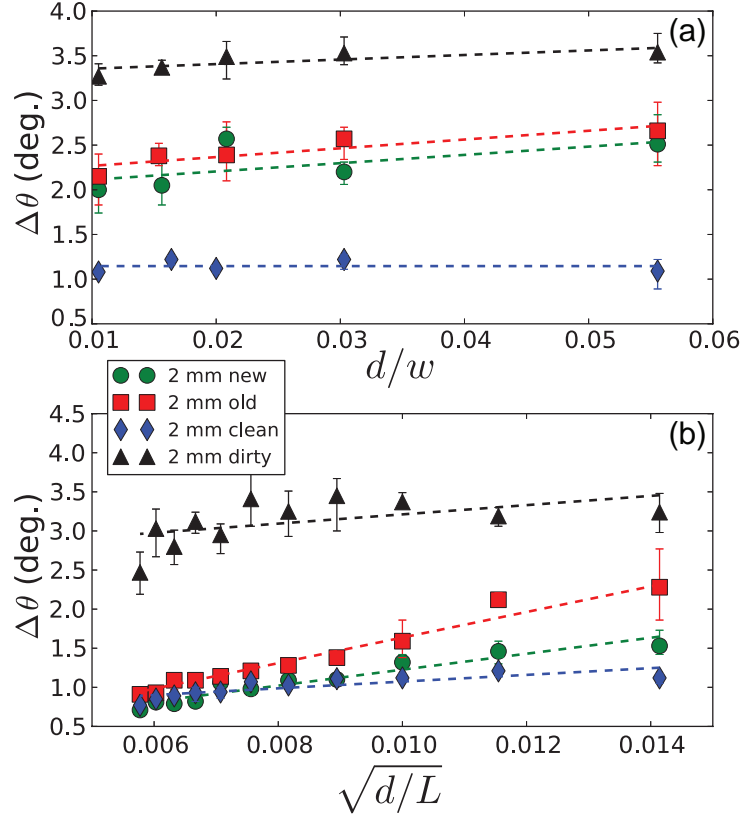 (a)
4.0
3.5
3.0
2.5
2.0
1.5
1.0
0.5
Δθ (deg.)
0.01 0.02 0.03 0.04 0.05 0.06
d/w
2 mm new
2 mm old
2 mm clean
2 mm dirty
(b)
4.5
4.0
3.5
3.0
2.5
2.0
1.5
1.0
0.5
Δθ (deg.)
0.006 0.008 0.010 0.012 0.014
√d/L